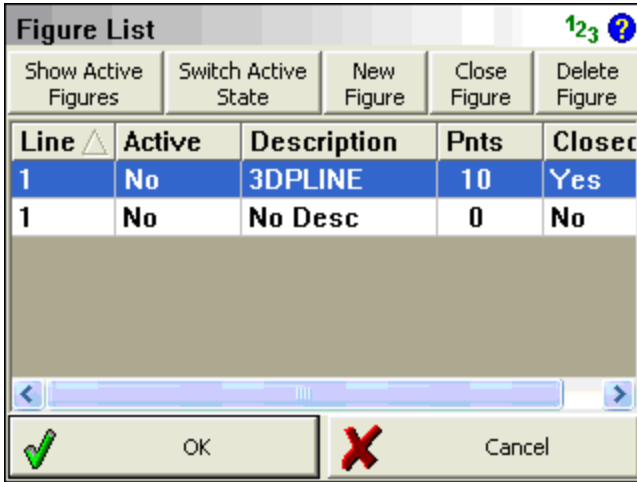 Figure List 123 ?
Show Active Figures Switch Active State New Figure Close Figure Delete Figure
Line Active Description Pnts Closed
1 No 3DPLINE 10 Yes
1 No No Desc 0 No
OK Cancel